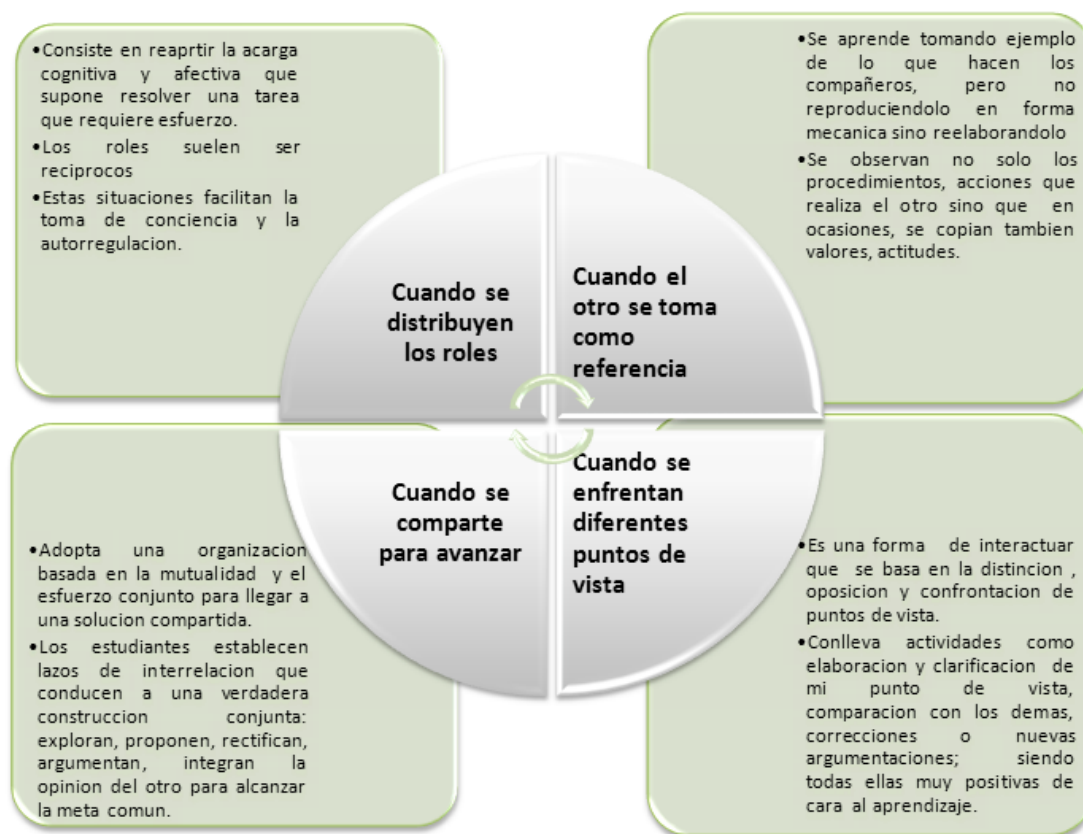 •Consiste en reaprtir la acarga
cognitiva y afectiva que
supone resolver una tarea
que requiere esfuerzo.
•Los roles suelen ser
reciprocos
•Estas situaciones facilitan la
toma de conciencia y la
autorregulacion.
•Se aprende tomando ejemplo
de lo que hacen los
compañeros, pero no
reproduciendolo en forma
mecanica sino reelaborandolo
•Se observan no solo los
procedimientos, acciones que
realiza el otro sino que en
ocasiones, se copian tambien
valores, actitudes.
Cuando se
distribuyen
los roles
Cuando el
otro se toma
como
referencia
Cuando se
comparte
para avanzar
Cuando se
enfrentan
diferentes
puntos de
vista
•Adopta una organizacion
basada en la mutualidad y el
esfuerzo conjunto para llegar a
una solucion compartida.
•Los estudiantes establecen
lazos de interrelacion que
conducen a una verdadera
construccion conjunta:
exploran, proponen, rectifican,
argumentan, integran la
opinion del otro para alcanzar
la meta comun.
•Es una forma de interactuar
que se basa en la distincion ,
oposicion y confrontacion de
puntos de vista.
•Conlleva actividades como
elaboracion y clarificacion de
mi punto de vista,
comparacion con los demas,
correcciones o nuevas
argumentaciones; siendo
todas ellas muy positivas de
cara al aprendizaje.